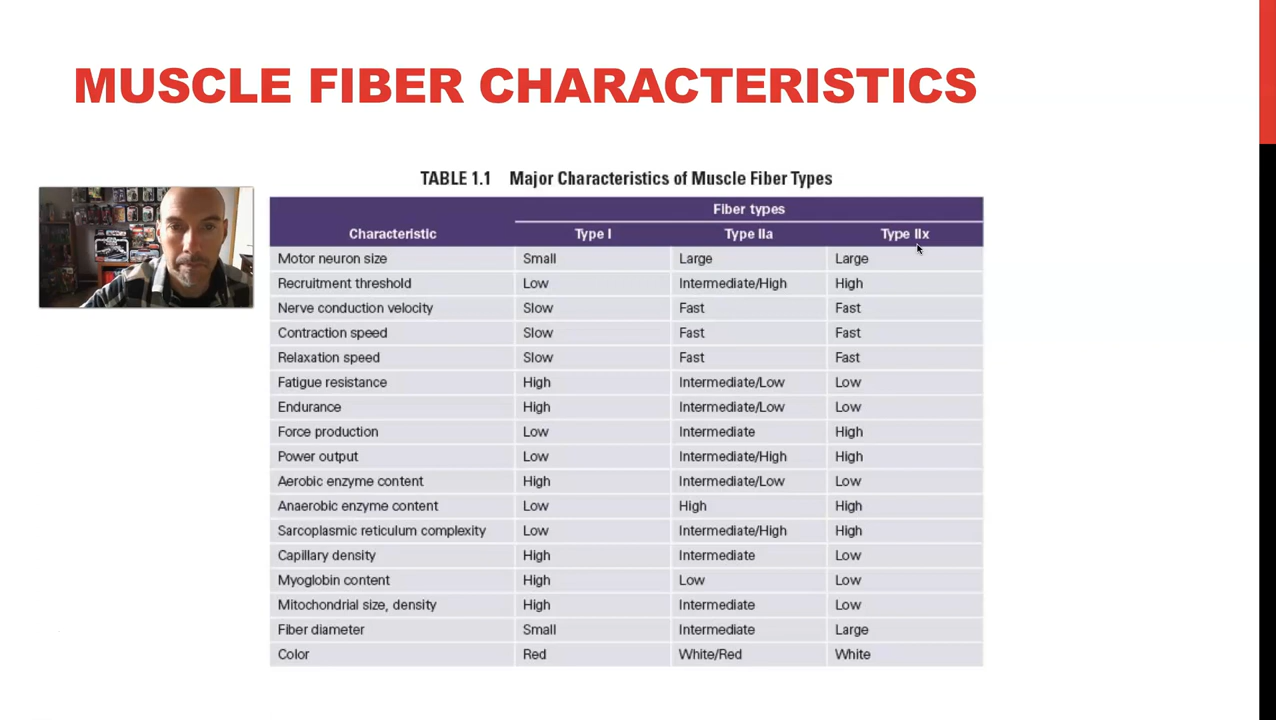 MUSCLE FIBER CHARACTERISTICS
TABLE 1.1 Major Characteristics of Muscle Fiber Types
Fiber types
Characteristic Type I Type IIa Type IIx
Motor neuron size Small Large Large
Recruitment threshold Low Intermediate/High High
Nerve conduction velocity Slow Fast Fast
Contraction speed Slow Fast Fast
Relaxation speed Slow Fast Fast
Fatigue resistance High Intermediate/Low Low
Endurance High Intermediate/Low Low
Force production Low Intermediate High
Power output Low Intermediate/High High
Aerobic enzyme content High Intermediate/Low Low
Anaerobic enzyme content Low High High
Sarcoplasmic reticulum complexity Low Intermediate/High High
Capillary density High Intermediate Low
Myoglobin content High Low Low
Mitochondrial size, density High Intermediate Low
Fiber diameter Small Intermediate Large
Color Red White/Red White